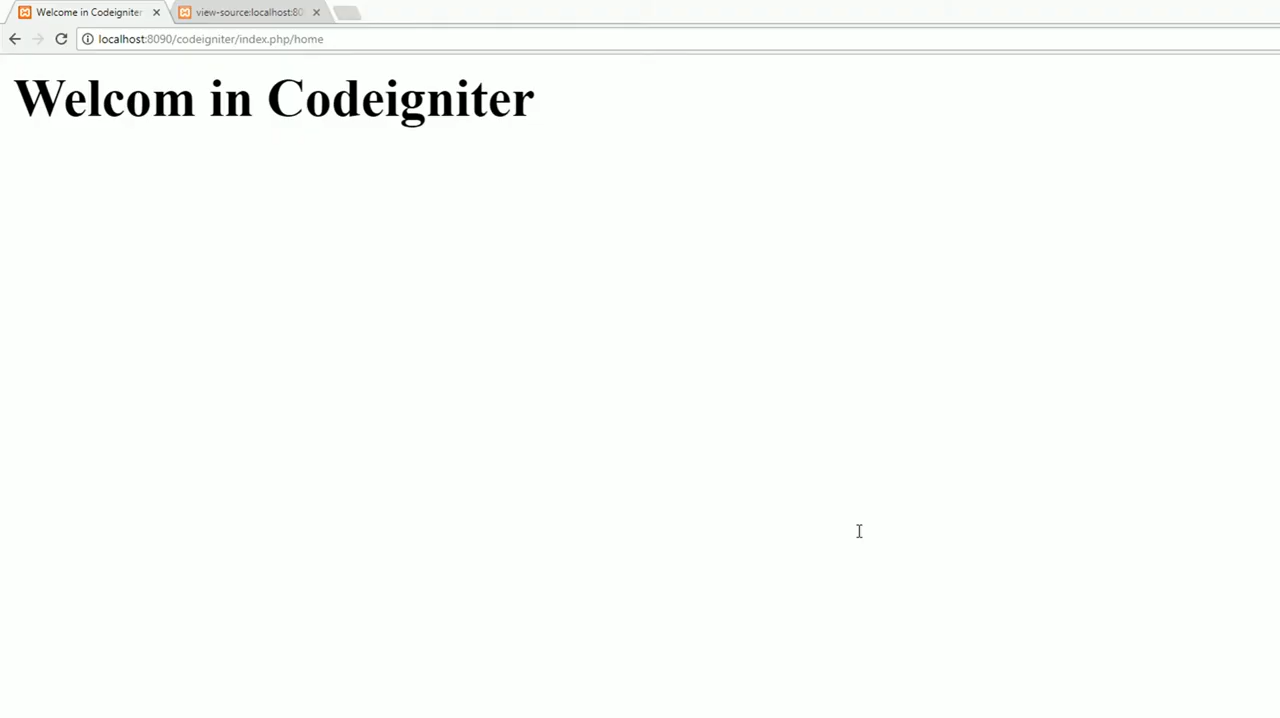 Welcome in Codeigniter
view-source:localhost:80
localhost:8090/codeigniter/index.php/home
Welcom in Codeigniter